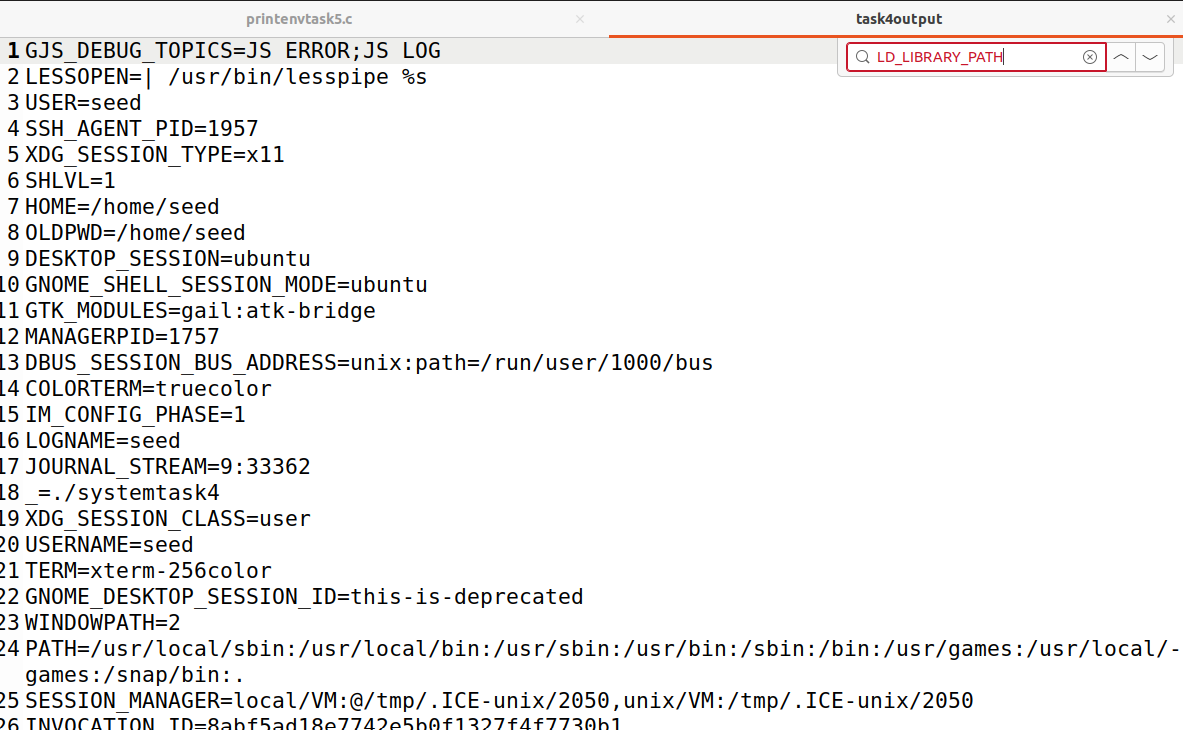 printenvtask5.c
task4output
LD_LIBRARY_PATH
1 GJS_DEBUG_TOPICS=JS ERROR;JS LOG
2 LESSOPEN=| /usr/bin/lesspipe %s
3 USER=seed
4 SSH_AGENT_PID=1957
5 XDG_SESSION_TYPE=x11
6 SHLVL=1
7 HOME=/home/seed
8 OLDPWD=/home/seed
9 DESKTOP_SESSION=ubuntu
10 GNOME_SHELL_SESSION_MODE=ubuntu
11 GTK_MODULES=gail:atk-bridge
12 MANAGERPID=1757
13 DBUS_SESSION_BUS_ADDRESS=unix:path=/run/user/1000/bus
14 COLORTERM=truecolor
15 IM_CONFIG_PHASE=1
16 LOGNAME=seed
17 JOURNAL_STREAM=9:33362
18 _=./systemtask4
19 XDG_SESSION_CLASS=user
20 USERNAME=seed
21 TERM=xterm-256color
22 GNOME_DESKTOP_SESSION_ID=this-is-deprecated
23 WINDOWPATH=2
24 PATH=/usr/local/sbin:/usr/local/bin:/usr/sbin:/usr/bin:/sbin:/bin:/usr/games:/usr/local/-
games:/snap/bin:.
25 SESSION_MANAGER=local/VM:@/tmp/.ICE-unix/2050,unix/VM:/tmp/.ICE-unix/2050
26 INVOCATION_ID=8abf5ad18e7742e5b0f1327f4f7730b1